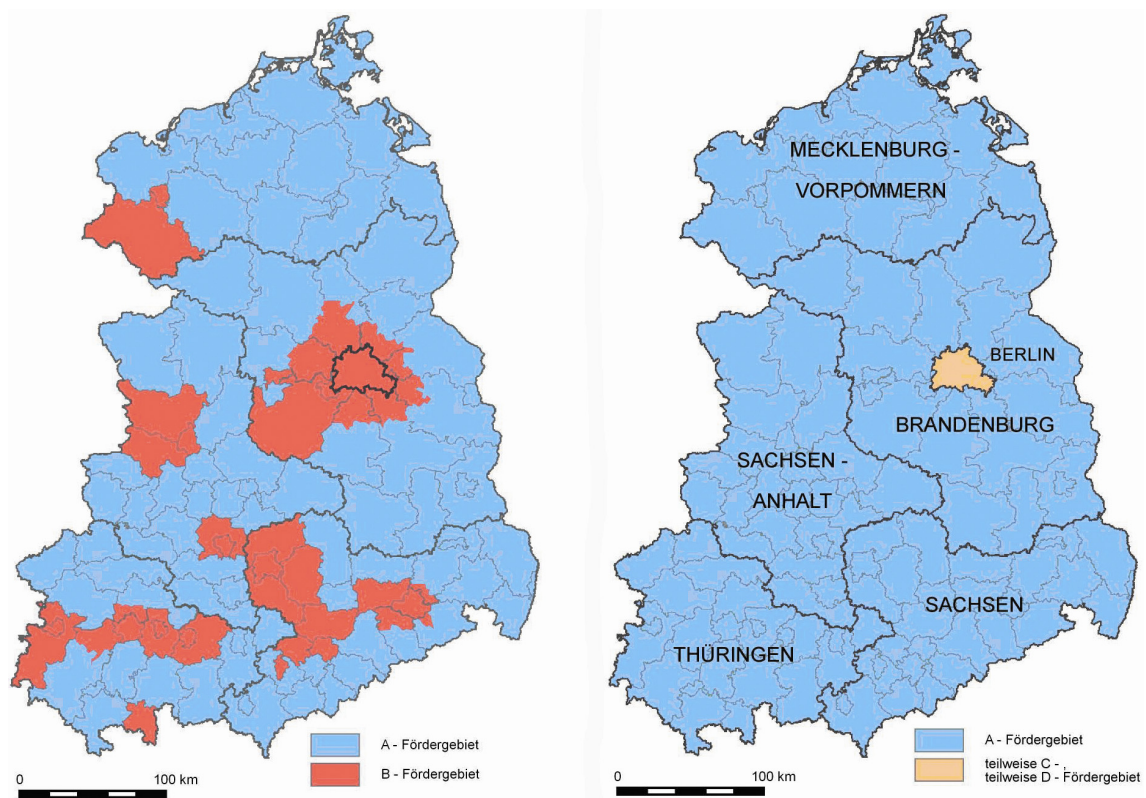 A - Fördergebiet
B - Fördergebiet
0 100 km
MECKLENBURG -
VORPOMMERN
BERLIN
BRANDENBURG
SACHSEN -
ANHALT
SACHSEN
THÜRINGEN
A - Fördergebiet
teilweise C - ,
teilweise D - Fördergebiet
0 100 km